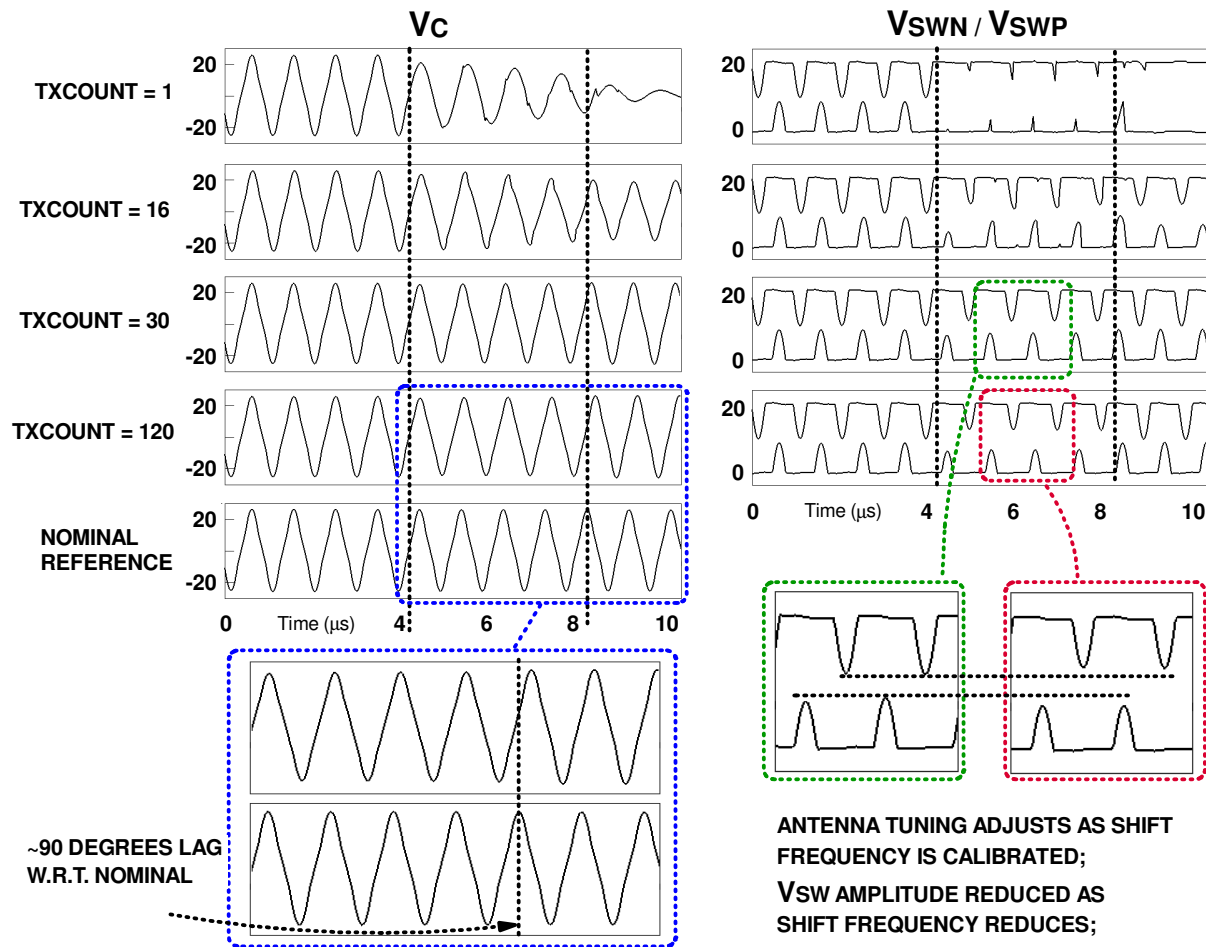 VC
VSWN / VSWP
TXCOUNT = 1
20
-20
20
0
TXCOUNT = 16
20
-20
20
0
TXCOUNT = 30
20
-20
20
0
TXCOUNT = 120
20
-20
20
0
NOMINAL
REFERENCE
20
-20
0 Time (µs) 4 6 8 10
0 Time (µs) 4 6 8 10
~90 DEGREES LAG
W.R.T. NOMINAL
ANTENNA TUNING ADJUSTS AS SHIFT
FREQUENCY IS CALIBRATED;
VSW AMPLITUDE REDUCED AS
SHIFT FREQUENCY REDUCES;